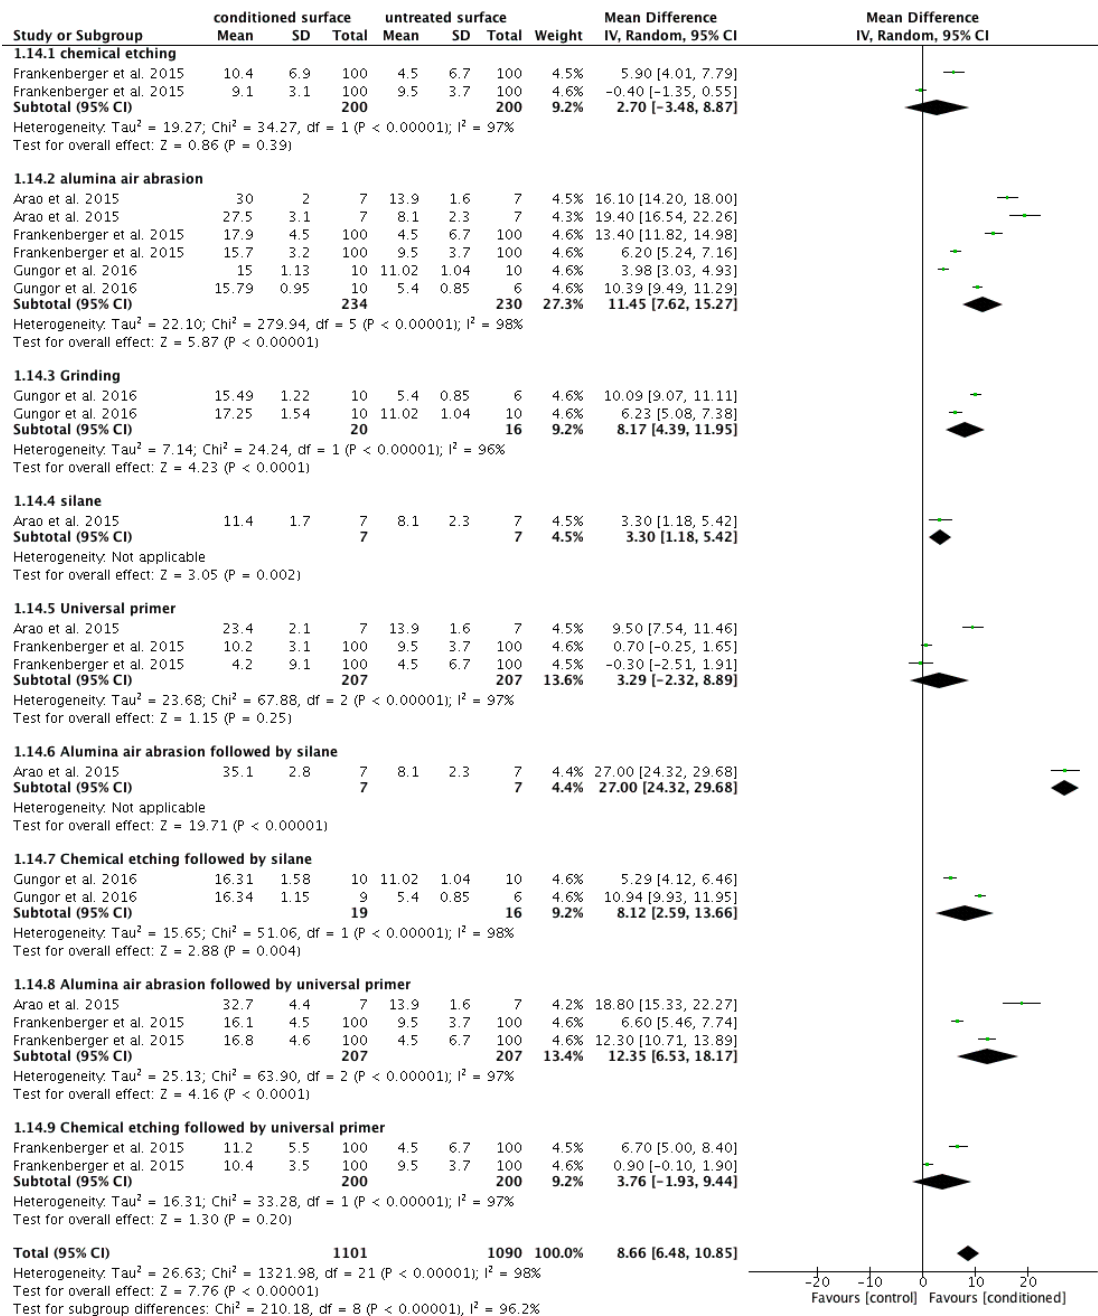 conditioned surface untreated surface Mean Difference Mean Difference
Study or Subgroup Mean SD Total Mean SD Total Weight IV, Random, 95% CI IV, Random, 95% CI
1.14.1 chemical etching
Frankenberger et al. 2015 10.4 6.9 100 4.5 6.7 100 4.5% 5.90 [4.01, 7.79]
Frankenberger et al. 2015 9.1 3.1 100 9.5 3.7 100 4.6% −0.40 [−1.35, 0.55]
Subtotal (95% CI) 200 200 9.2% 2.70 [−3.48, 8.87]
Heterogeneity: Tau² = 19.27; Chi² = 34.27, df = 1 (P < 0.00001); I² = 97%
Test for overall effect: Z = 0.86 (P = 0.39)
1.14.2 alumina air abrasion
Arao et al. 2015 30 2 7 13.9 1.6 7 4.5% 16.10 [14.20, 18.00]
Arao et al. 2015 27.5 3.1 7 8.1 2.3 7 4.3% 19.40 [16.54, 22.26]
Frankenberger et al. 2015 17.9 4.5 100 4.5 6.7 100 4.6% 13.40 [11.82, 14.98]
Frankenberger et al. 2015 15.7 3.2 100 9.5 3.7 100 4.6% 6.20 [5.24, 7.16]
Gungor et al. 2016 15 1.13 10 11.02 1.04 10 4.6% 3.98 [3.03, 4.93]
Gungor et al. 2016 15.79 0.95 10 5.4 0.85 6 4.6% 10.39 [9.49, 11.29]
Subtotal (95% CI) 234 230 27.3% 11.45 [7.62, 15.27]
Heterogeneity: Tau² = 22.10; Chi² = 279.94, df = 5 (P < 0.00001); I² = 98%
Test for overall effect: Z = 5.87 (P < 0.00001)
1.14.3 Grinding
Gungor et al. 2016 15.49 1.22 10 5.4 0.85 6 4.6% 10.09 [9.07, 11.11]
Gungor et al. 2016 17.25 1.54 10 11.02 1.04 10 4.6% 6.23 [5.08, 7.38]
Subtotal (95% CI) 20 16 9.2% 8.17 [4.39, 11.95]
Heterogeneity: Tau² = 7.14; Chi² = 24.24, df = 1 (P < 0.00001); I² = 96%
Test for overall effect: Z = 4.23 (P < 0.0001)
1.14.4 silane
Arao et al. 2015 11.4 1.7 7 8.1 2.3 7 4.5% 3.30 [1.18, 5.42]
Subtotal (95% CI) 7 7 4.5% 3.30 [1.18, 5.42]
Heterogeneity: Not applicable
Test for overall effect: Z = 3.05 (P = 0.002)
1.14.5 Universal primer
Arao et al. 2015 23.4 2.1 7 13.9 1.6 7 4.5% 9.50 [7.54, 11.46]
Frankenberger et al. 2015 10.2 3.1 100 9.5 3.7 100 4.6% 0.70 [−0.25, 1.65]
Frankenberger et al. 2015 4.2 9.1 100 4.5 6.7 100 4.5% −0.30 [−2.51, 1.91]
Subtotal (95% CI) 207 207 13.6% 3.29 [−2.32, 8.89]
Heterogeneity: Tau² = 23.68; Chi² = 67.88, df = 2 (P < 0.00001); I² = 97%
Test for overall effect: Z = 1.15 (P = 0.25)
1.14.6 Alumina air abrasion followed by silane
Arao et al. 2015 35.1 2.8 7 8.1 2.3 7 4.4% 27.00 [24.32, 29.68]
Subtotal (95% CI) 7 7 4.4% 27.00 [24.32, 29.68]
Heterogeneity: Not applicable
Test for overall effect: Z = 19.71 (P < 0.00001)
1.14.7 Chemical etching followed by silane
Gungor et al. 2016 16.31 1.58 10 11.02 1.04 10 4.6% 5.29 [4.12, 6.46]
Gungor et al. 2016 16.34 1.15 9 5.4 0.85 6 4.6% 10.94 [9.93, 11.95]
Subtotal (95% CI) 19 16 9.2% 8.12 [2.59, 13.66]
Heterogeneity: Tau² = 15.65; Chi² = 51.06, df = 1 (P < 0.00001); I² = 98%
Test for overall effect: Z = 2.88 (P = 0.004)
1.14.8 Alumina air abrasion followed by universal primer
Arao et al. 2015 32.7 4.4 7 13.9 1.6 7 4.2% 18.80 [15.33, 22.27]
Frankenberger et al. 2015 16.1 4.5 100 9.5 3.7 100 4.6% 6.60 [5.46, 7.74]
Frankenberger et al. 2015 16.8 4.6 100 4.5 6.7 100 4.6% 12.30 [10.71, 13.89]
Subtotal (95% CI) 207 207 13.4% 12.35 [6.53, 18.17]
Heterogeneity: Tau² = 25.13; Chi² = 63.90, df = 2 (P < 0.00001); I² = 97%
Test for overall effect: Z = 4.16 (P < 0.0001)
1.14.9 Chemical etching followed by universal primer
Frankenberger et al. 2015 11.2 5.5 100 4.5 6.7 100 4.5% 6.70 [5.00, 8.40]
Frankenberger et al. 2015 10.4 3.5 100 9.5 3.7 100 4.6% 0.90 [−0.10, 1.90]
Subtotal (95% CI) 200 200 9.2% 3.76 [−1.93, 9.44]
Heterogeneity: Tau² = 16.31; Chi² = 33.28, df = 1 (P < 0.00001); I² = 97%
Test for overall effect: Z = 1.30 (P = 0.20)
Total (95% CI) 1101 1090 100.0% 8.66 [6.48, 10.85]
Heterogeneity: Tau² = 26.63; Chi² = 1321.98, df = 21 (P < 0.00001); I² = 98%
Test for overall effect: Z = 7.76 (P < 0.00001)
Test for subgroup differences: Chi² = 210.18, df = 8 (P < 0.00001), I² = 96.2%
−20 −10 0 10 20
Favours [control] Favours [conditioned]